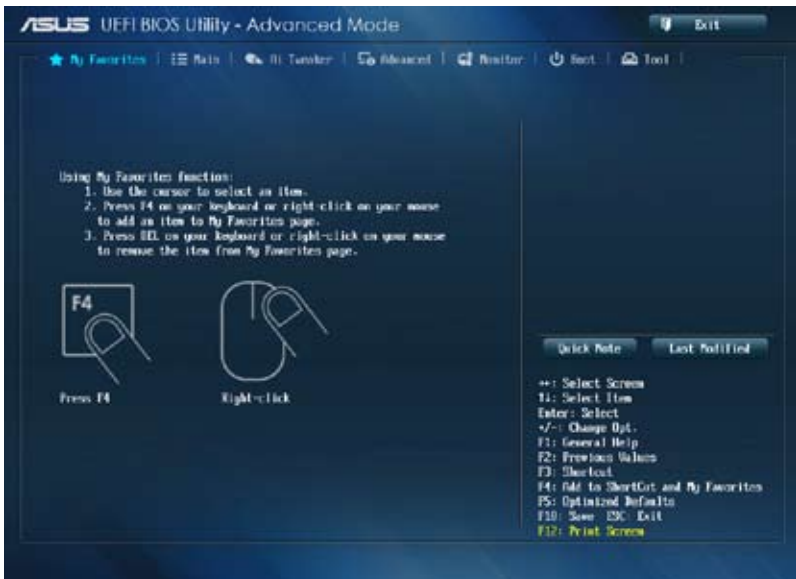 ASUS UEFI BIOS Utility - Advanced Mode
Exit
My Favorites | Main | Ai Tweaker | Advanced | Monitor | Boot | Tool
Using My Favorites function:
1. Use the cursor to select an item.
2. Press F4 on your keyboard or right-click on your mouse
to add an item to My Favorites page.
3. Press DEL on your keyboard or right-click on your mouse
to remove the item from My Favorites page.
F4
Press F4
Right-click
Quick Note
Last Modified
→←: Select Screen
↑↓: Select Item
Enter: Select
+/-: Change Opt.
F1: General Help
F2: Previous Values
F3: Shortcut
F4: Add to ShortCut and My Favorites
F5: Optimized Defaults
F10: Save ESC: Exit
F12: Print Screen